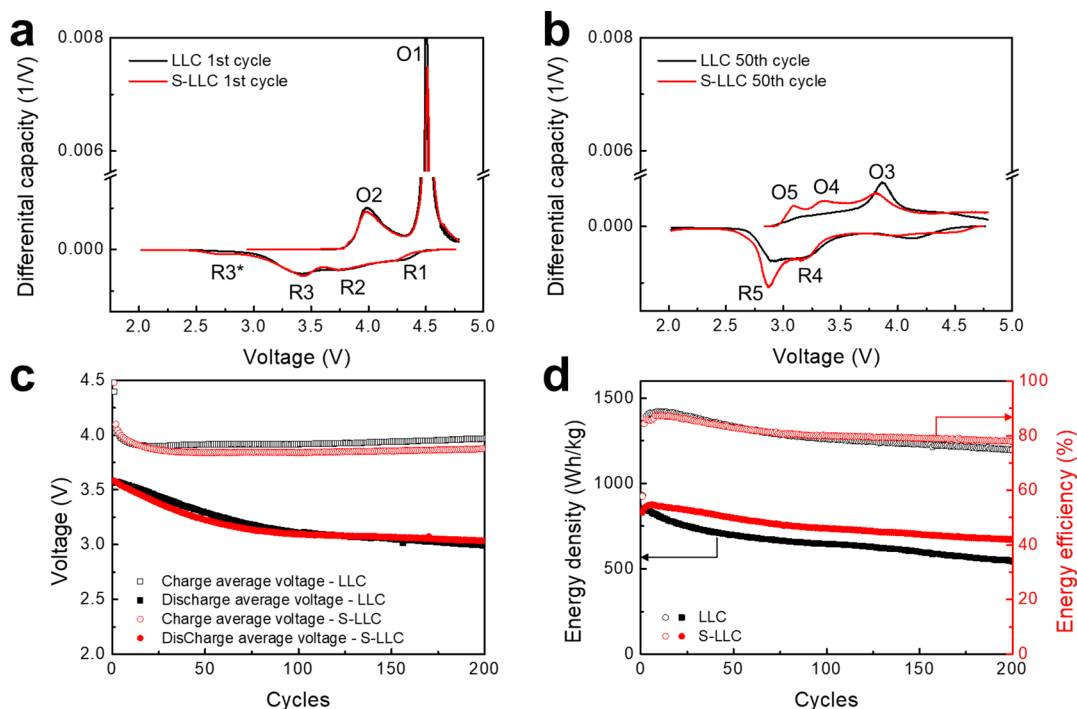 a
0.008
0.006
0.000
Differenital capacity (1/V)
LLC 1st cycle
S-LLC 1st cycle
O1
O2
R3*
R3
R2
R1
2.0 2.5 3.0 3.5 4.0 4.5 5.0
Voltage (V)
b
0.008
0.006
0.000
Differential capacity (1/V)
LLC 50th cycle
S-LLC 50th cycle
O5
O4
O3
R5
R4
2.0 2.5 3.0 3.5 4.0 4.5 5.0
Voltage (V)
c
4.5
4.0
3.5
3.0
2.5
2.0
Voltage (V)
Charge average voltage - LLC
Discharge average voltage - LLC
Charge average voltage - S-LLC
DisCharge average voltage - S-LLC
0 50 100 150 200
Cycles
d
1500
1000
500
0
Energy density (Wh/kg)
LLC
S-LLC
100
80
60
40
20
0
Energy efficiency (%)
0 50 100 150 200
Cycles